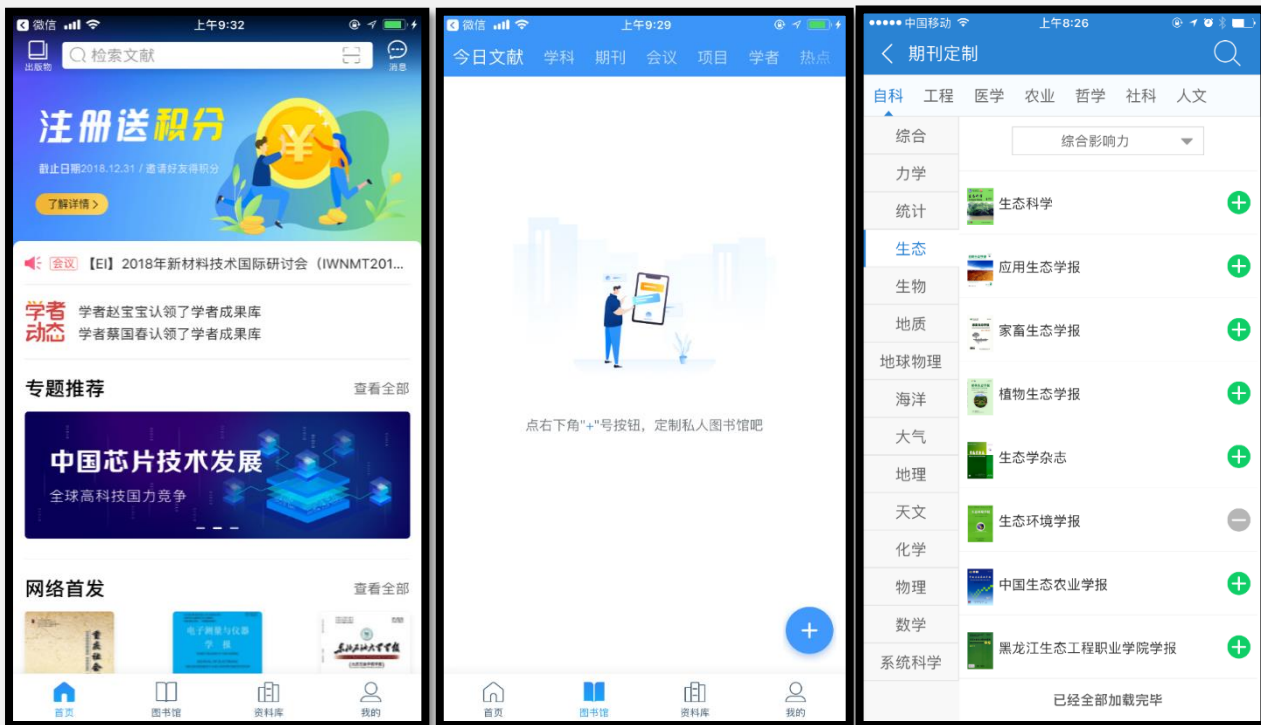 微信
上午9:32
出版物
检索文献
消息
注册送积分
截止日期2018.12.31 / 邀请好友得积分
了解详情 >
会议 【EI】2018年新材料技术国际研讨会（IWNMT201...
学者动态
学者赵宝宝认领了学者成果库
学者蔡国春认领了学者成果库
专题推荐 查看全部
中国芯片技术发展
全球高科技国力竞争
网络首发 查看全部
电子测量与仪器
学 报
首页 图书馆 资料库 我的
微信
上午9:29
今日文献 学科 期刊 会议 项目 学者 热点
点右下角"+"号按钮，定制私人图书馆吧
+
首页 图书馆 资料库 我的
中国移动
上午8:26
期刊定制
自科 工程 医学 农业 哲学 社科 人文
综合
力学
统计
生态
生物
地质
地球物理
海洋
大气
地理
天文
化学
物理
数学
系统科学
综合影响力
生态科学
应用生态学报
家畜生态学报
植物生态学报
生态学杂志
生态环境学报
中国生态农业学报
黑龙江生态工程职业学院学报
已经全部加载完毕